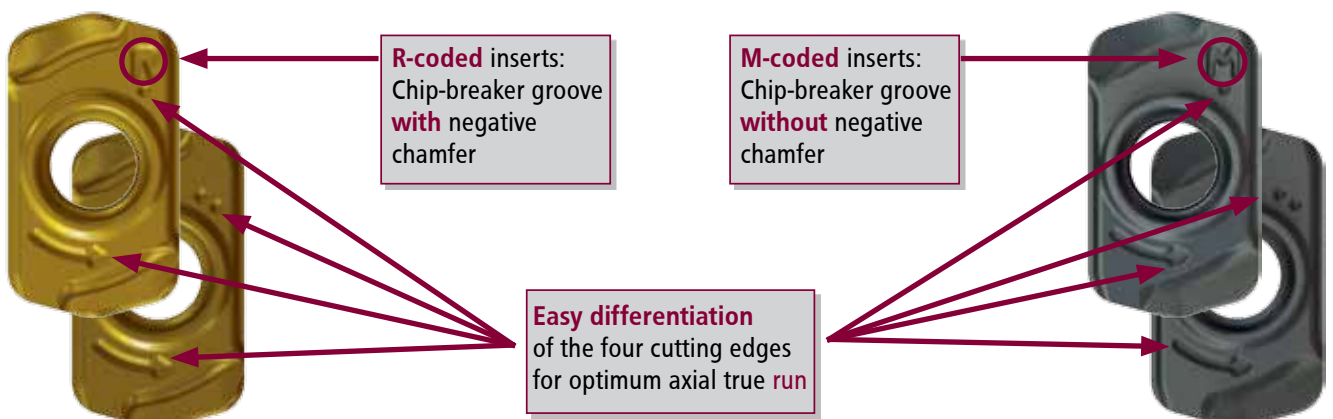 R-coded inserts:
Chip-breaker groove
with negative
chamfer
M-coded inserts:
Chip-breaker groove
without negative
chamfer
M
Easy differentiation
of the four cutting edges
for optimum axial true run